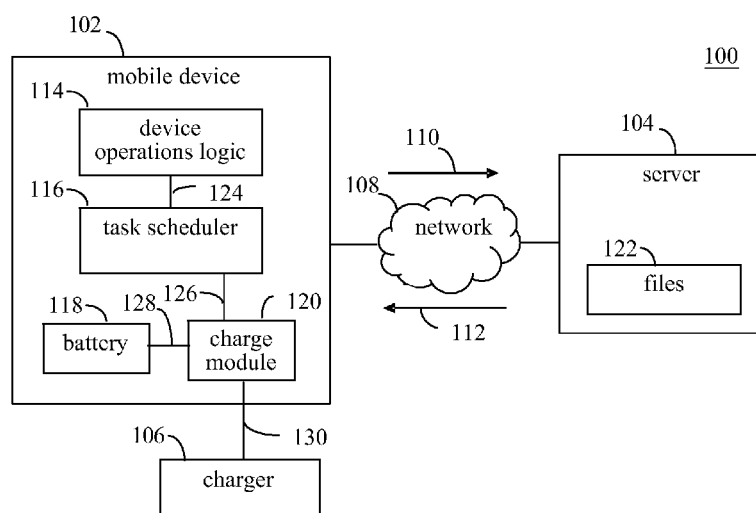 102
mobile device
100
114
device
operations logic
110
104
116
124
108
server
task scheduler
network
122
files
126
120
118
128
112
battery
charge
module
106
130
charger